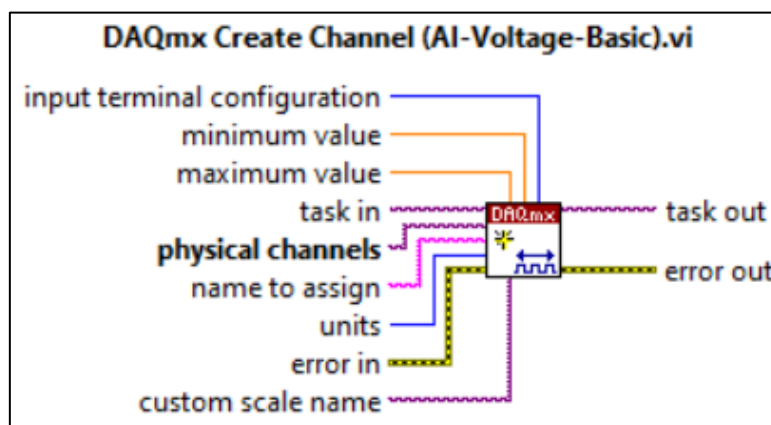 DAQmx Create Channel (AI-Voltage-Basic).vi
input terminal configuration
minimum value
maximum value
task in
DAQmx
task out
physical channels
name to assign
error out
units
error in
custom scale name